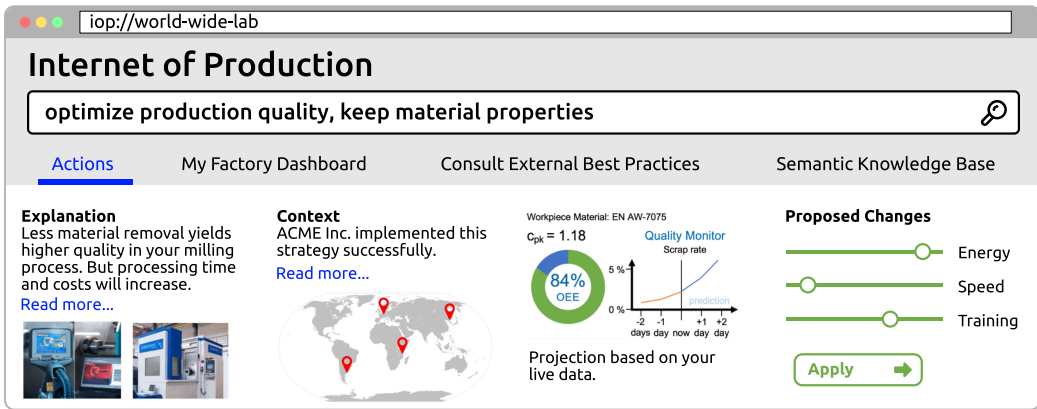 iop://world-wide-lab
Internet of Production
optimize production quality, keep material properties
Actions
My Factory Dashboard
Consult External Best Practices
Semantic Knowledge Base
Explanation
Less material removal yields
higher quality in your milling
process. But processing time
and costs will increase.
Read more...
Context
ACME Inc. implemented this
strategy successfully.
Read more...
Workpiece Material: EN AW-7075
cpk = 1.18
84%
OEE
Quality Monitor
Scrap rate
5 %
0 %
prediction
-2 -1 now +1 +2
days day day day
Projection based on your
live data.
Proposed Changes
Energy
Speed
Training
Apply